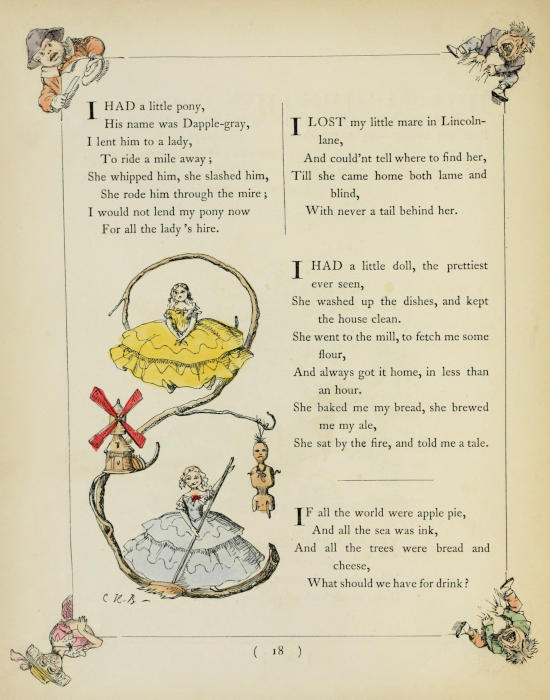 I HAD a little pony,
His name was Dapple-gray,
I lent him to a lady,
To ride a mile away;
She whipped him, she slashed him,
She rode him through the mire;
I would not lend my pony now
For all the lady's hire.
I LOST my little mare in Lincoln-
lane,
And could'nt tell where to find her,
Till she came home both lame and
blind,
With never a tail behind her.
I HAD a little doll, the prettiest
ever seen,
She washed up the dishes, and kept
the house clean.
She went to the mill, to fetch me some
flour,
And always got it home, in less than
an hour.
She baked me my bread, she brewed
me my ale,
She sat by the fire, and told me a tale.
IF all the world were apple pie,
And all the sea was ink,
And all the trees were bread and
cheese,
What should we have for drink?
C H. B —
( 18 )